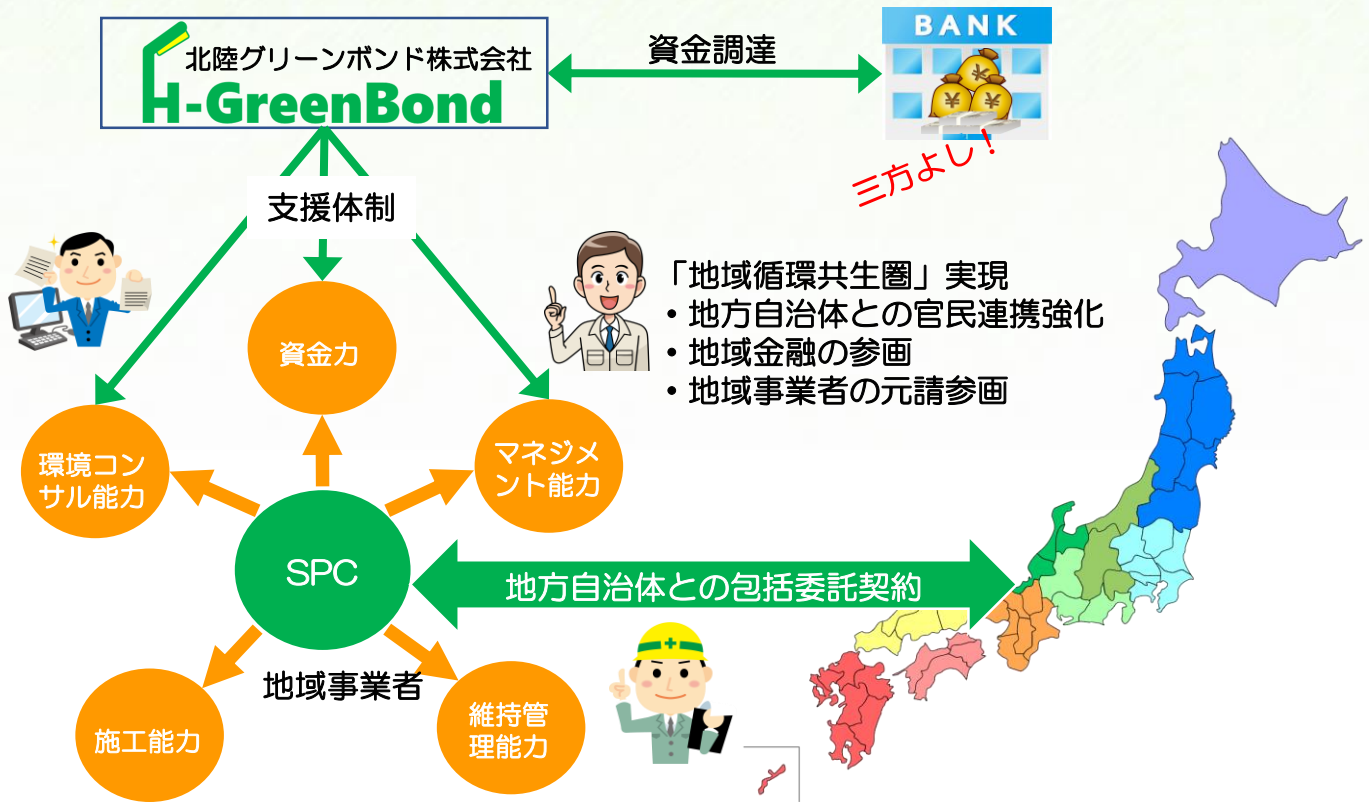 北陸グリーンボンド株式会社
H-GreenBond
資金調達
BANK
¥
¥ ¥
三方よし！
支援体制
「地域循環共生圏」実現
・地方自治体との官民連携強化
・地域金融の参画
・地域事業者の元請参画
資金力
環境コン
サル能力
マネジメ
ント能力
SPC
地方自治体との包括委託契約
地域事業者
施工能力
維持管
理能力